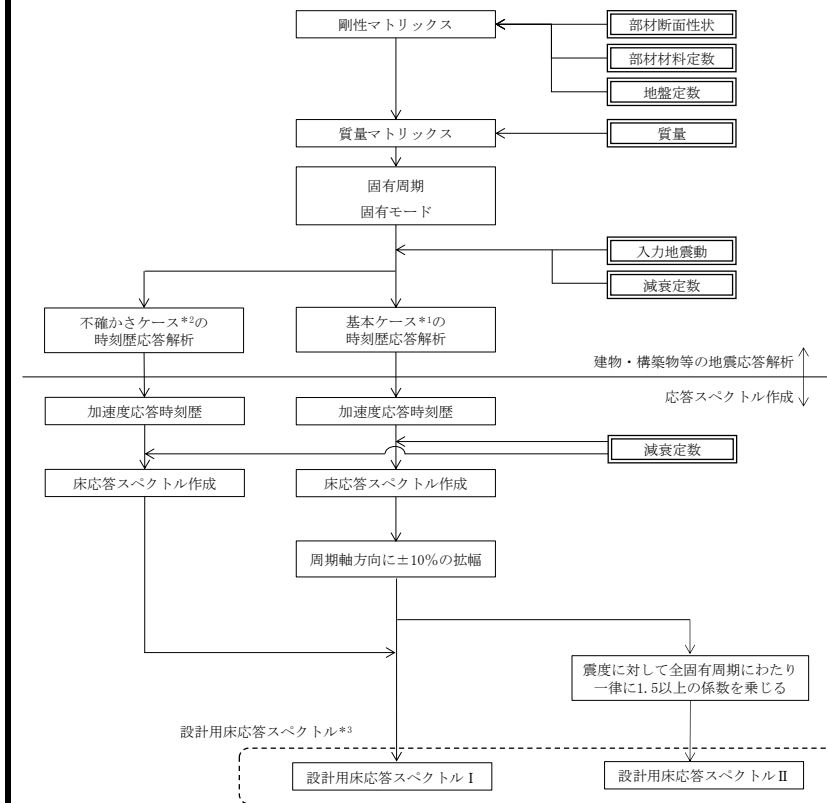 剛性マトリックス
部材断面性状
部材材料定数
地盤定数
質量マトリックス
質量
固有周期
固有モード
入力地震動
減衰定数
不確かさケース*2の
時刻歴応答解析
基本ケース*1の
時刻歴応答解析
建物・構築物等の地震応答解析
応答スペクトル作成
加速度応答時刻歴
加速度応答時刻歴
減衰定数
床応答スペクトル作成
床応答スペクトル作成
周期軸方向に±10%の拡幅
震度に対して全固有周期にわたり
一律に1.5以上の係数を乗じる
設計用床応答スペクトル*3
設計用床応答スペクトルⅠ
設計用床応答スペクトルⅡ